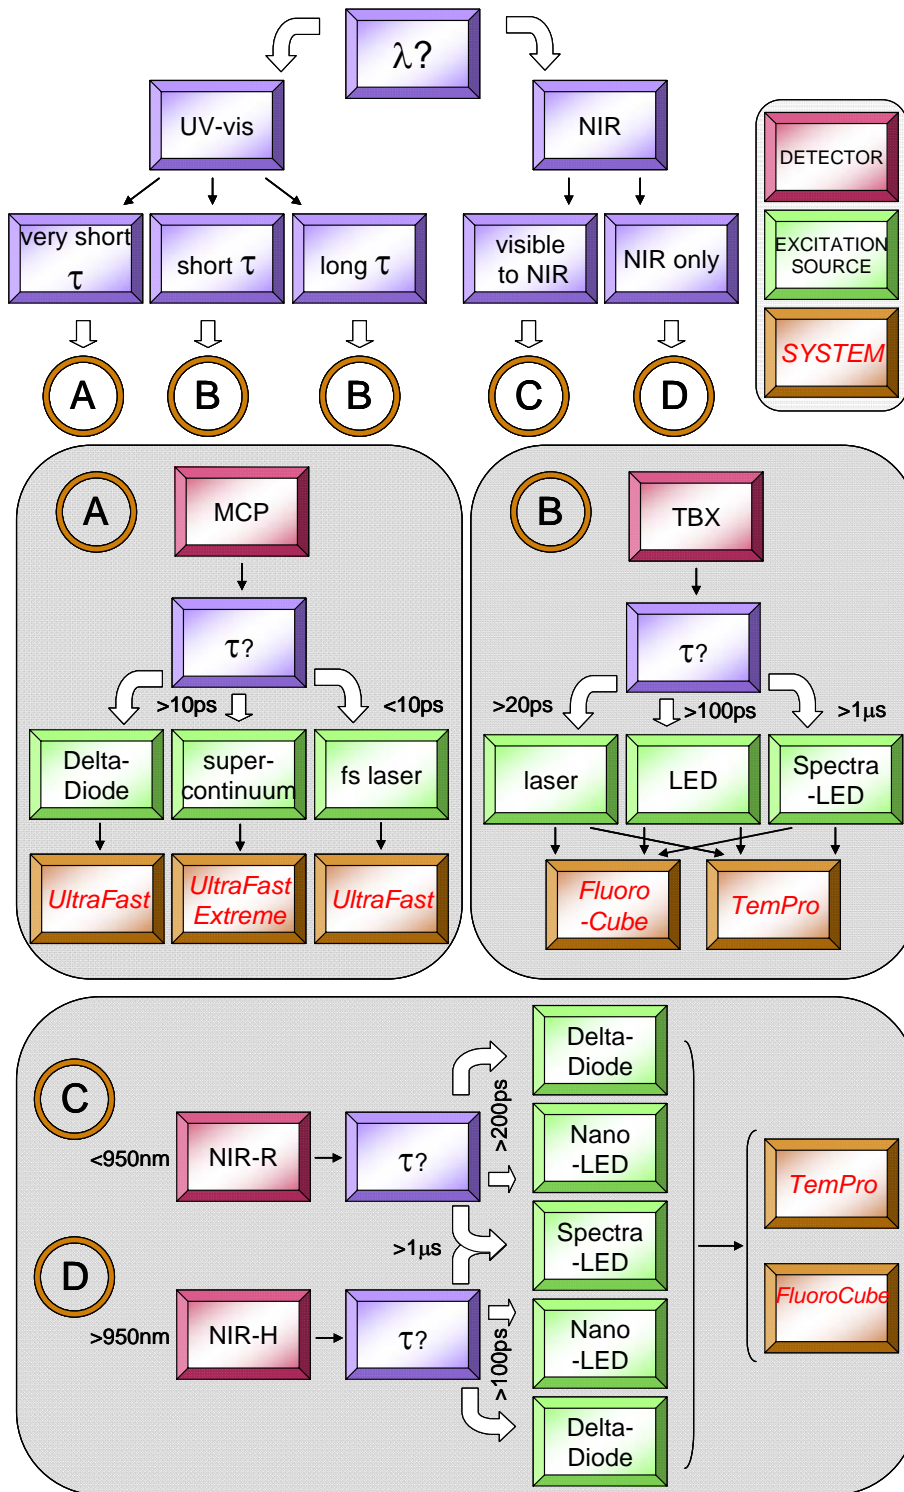 λ?
UV-vis
NIR
very short
τ
short τ
long τ
visible
to NIR
NIR only
DETECTOR
EXCITATION
SOURCE
SYSTEM
A
B
B
C
D
A
MCP
τ?
>10ps
<10ps
Delta-
Diode
super-
continuum
fs laser
UltraFast
UltraFast
Extreme
UltraFast
B
TBX
τ?
>20ps
>100ps
>1μs
laser
LED
Spectra
-LED
Fluoro
-Cube
TemPro
C
<950nm
NIR-R
τ?
>200ps
>1μs
D
>950nm
NIR-H
τ?
>100ps
Delta-
Diode
Nano
-LED
Spectra
-LED
Nano
-LED
Delta-
Diode
TemPro
FluoroCube